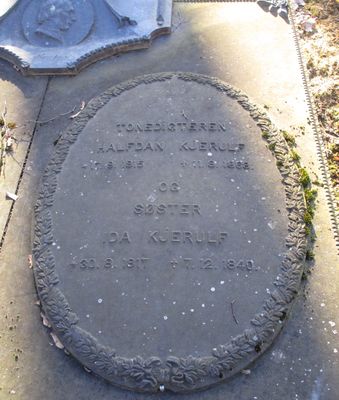 TONEDIGTEREN
HALFDAN KJERULF
* 17.9. 1815 † 11.8. 1868.
OG
SØSTER
IDA KJERULF
* 30.8. 1817 † 7.12. 1840.